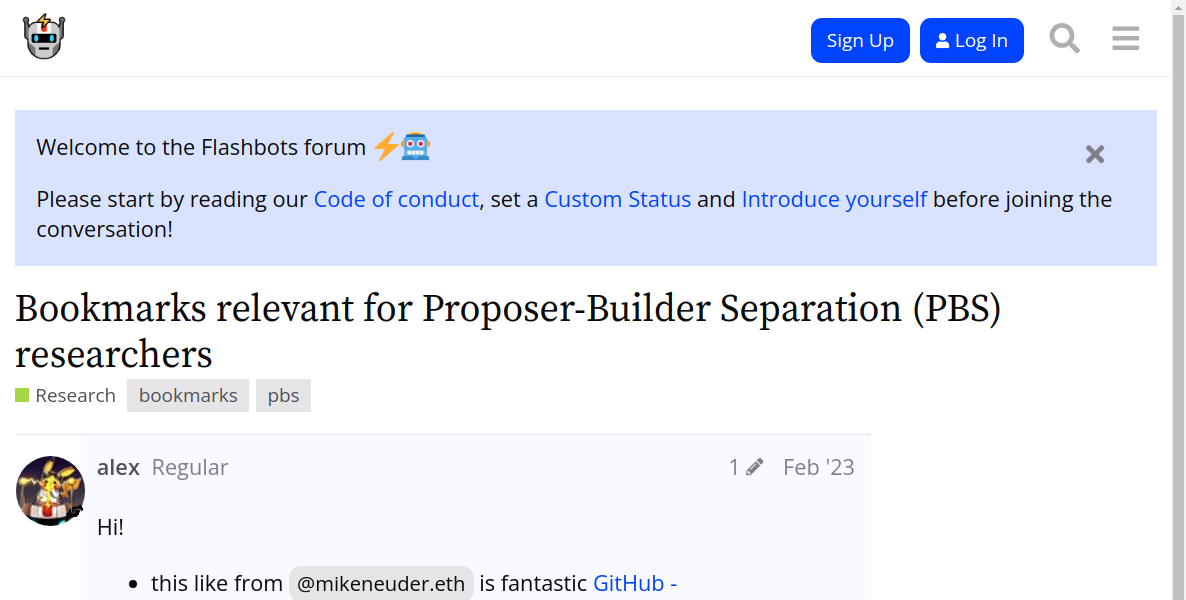 Sign Up
Log In
Welcome to the Flashbots forum
Please start by reading our Code of conduct, set a Custom Status and Introduce yourself before joining the
conversation!
Bookmarks relevant for Proposer-Builder Separation (PBS)
researchers
Research bookmarks pbs
alex Regular 1 Feb '23
Hi!
this like from @mikeneuder.eth is fantastic GitHub -